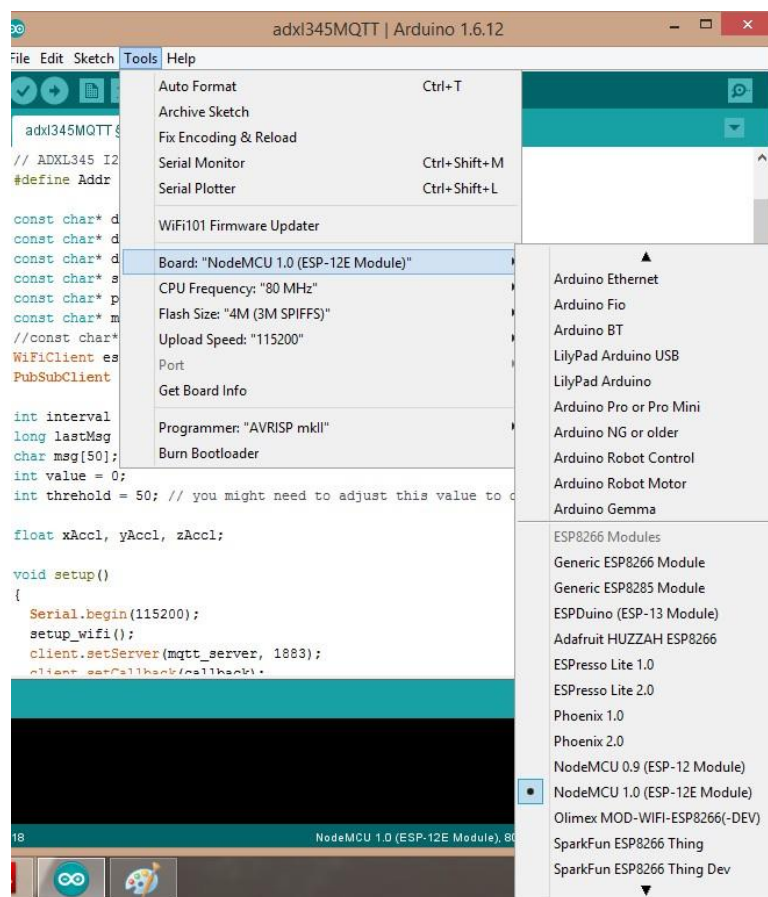 adxl345MQTT | Arduino 1.6.12
File Edit Sketch Tools Help
adxl345MQTT §
Auto Format Ctrl+T
Archive Sketch
Fix Encoding & Reload
Serial Monitor Ctrl+Shift+M
Serial Plotter Ctrl+Shift+L
WiFi101 Firmware Updater
Board: "NodeMCU 1.0 (ESP-12E Module)"
CPU Frequency: "80 MHz"
Flash Size: "4M (3M SPIFFS)"
Upload Speed: "115200"
Port
Get Board Info
Programmer: "AVRISP mkII"
Burn Bootloader
// ADXL345 I2
#define Addr
const char* d
const char* d
const char* d
const char* s
const char* p
const char* m
//const char*
WiFiClient es
PubSubClient
int interval
long lastMsg
char msg[50];
int value = 0;
int threhold = 50; // you might need to adjust this value to
float xAccl, yAccl, zAccl;
void setup()
{
Serial.begin(115200);
setup_wifi();
client.setServer(mqtt_server, 1883);
client.setCallback(callback);
Arduino Ethernet
Arduino Fio
Arduino BT
LilyPad Arduino USB
LilyPad Arduino
Arduino Pro or Pro Mini
Arduino NG or older
Arduino Robot Control
Arduino Robot Motor
Arduino Gemma
ESP8266 Modules
Generic ESP8266 Module
Generic ESP8285 Module
ESPDuino (ESP-13 Module)
Adafruit HUZZAH ESP8266
ESPresso Lite 1.0
ESPresso Lite 2.0
Phoenix 1.0
Phoenix 2.0
NodeMCU 0.9 (ESP-12 Module)
NodeMCU 1.0 (ESP-12E Module)
Olimex MOD-WIFI-ESP8266(-DEV)
SparkFun ESP8266 Thing
SparkFun ESP8266 Thing Dev
18 NodeMCU 1.0 (ESP-12E Module), 80